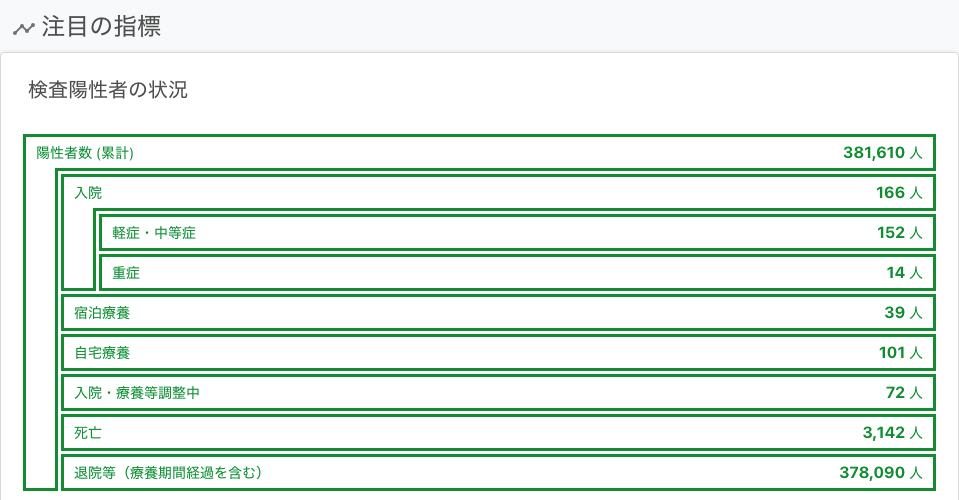 注目の指標
検査陽性者の状況
陽性者数 (累計) 381,610 人
入院 166 人
軽症・中等症 152 人
重症 14 人
宿泊療養 39 人
自宅療養 101 人
入院・療養等調整中 72 人
死亡 3,142 人
退院等（療養期間経過を含む） 378,090 人